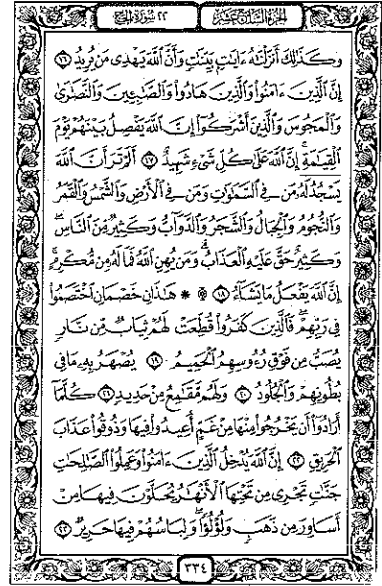 الجزء السابع عشر
٢٢ سورة الحج
وَكَذَٰلِكَ أَنزَلْنَٰهُ ءَايَٰتٍۭ بَيِّنَٰتٍ وَأَنَّ ٱللَّهَ يَهْدِى مَن يُرِيدُ ١٦
إِنَّ ٱلَّذِينَ ءَامَنُوا۟ وَٱلَّذِينَ هَادُوا۟ وَٱلصَّٰبِـِٔينَ وَٱلنَّصَٰرَىٰ
وَٱلْمَجُوسَ وَٱلَّذِينَ أَشْرَكُوٓا۟ إِنَّ ٱللَّهَ يَفْصِلُ بَيْنَهُمْ يَوْمَ
ٱلْقِيَٰمَةِ إِنَّ ٱللَّهَ عَلَىٰ كُلِّ شَىْءٍ شَهِيدٌ ١٧ أَلَمْ تَرَ أَنَّ ٱللَّهَ
يَسْجُدُ لَهُۥ مَن فِى ٱلسَّمَٰوَٰتِ وَمَن فِى ٱلْأَرْضِ وَٱلشَّمْسُ وَٱلْقَمَرُ
وَٱلنُّجُومُ وَٱلْجِبَالُ وَٱلشَّجَرُ وَٱلدَّوَآبُّ وَكَثِيرٌ مِّنَ ٱلنَّاسِ
وَكَثِيرٌ حَقَّ عَلَيْهِ ٱلْعَذَابُ وَمَن يُهِنِ ٱللَّهُ فَمَا لَهُۥ مِن مُّكْرِمٍ
إِنَّ ٱللَّهَ يَفْعَلُ مَا يَشَآءُ ۩ ١٨ ۞ هَٰذَانِ خَصْمَانِ ٱخْتَصَمُوا۟
فِى رَبِّهِمْ فَٱلَّذِينَ كَفَرُوا۟ قُطِّعَتْ لَهُمْ ثِيَابٌ مِّن نَّارٍ
يُصَبُّ مِن فَوْقِ رُءُوسِهِمُ ٱلْحَمِيمُ ١٩ يُصْهَرُ بِهِۦ مَا فِى
بُطُونِهِمْ وَٱلْجُلُودُ ٢٠ وَلَهُم مَّقَٰمِعُ مِنْ حَدِيدٍ ٢١ كُلَّمَآ
أَرَادُوٓا۟ أَن يَخْرُجُوا۟ مِنْهَا مِنْ غَمٍّ أُعِيدُوا۟ فِيهَا وَذُوقُوا۟ عَذَابَ
ٱلْحَرِيقِ ٢٢ إِنَّ ٱللَّهَ يُدْخِلُ ٱلَّذِينَ ءَامَنُوا۟ وَعَمِلُوا۟ ٱلصَّٰلِحَٰتِ
جَنَّٰتٍ تَجْرِى مِن تَحْتِهَا ٱلْأَنْهَٰرُ يُحَلَّوْنَ فِيهَا مِنْ
أَسَاوِرَ مِن ذَهَبٍ وَلُؤْلُؤًا وَلِبَاسُهُمْ فِيهَا حَرِيرٌ ٢٣
٣٣٤